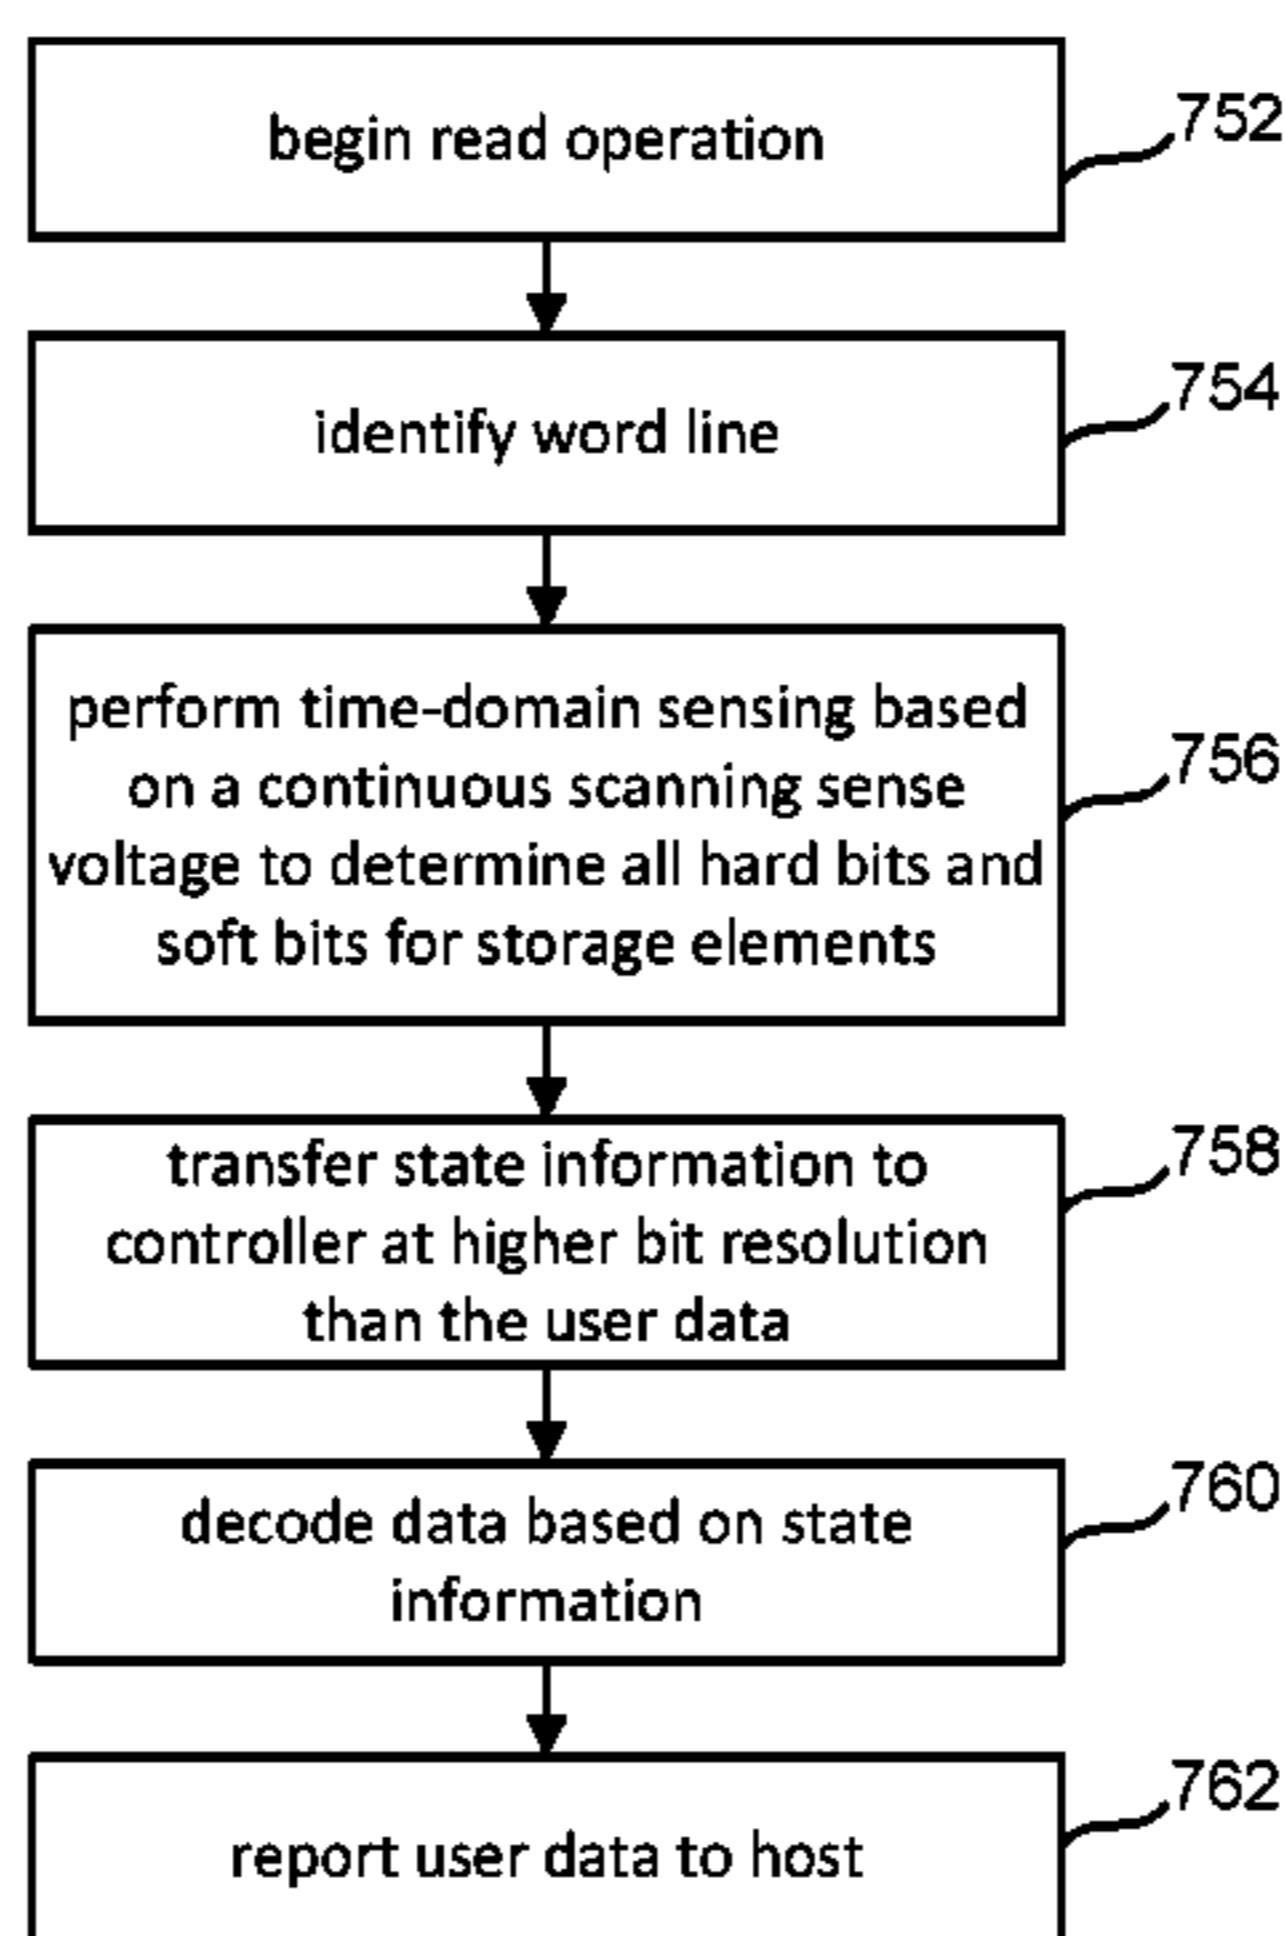 begin read operation
752
identify word line
754
perform time-domain sensing based
on a continuous scanning sense
voltage to determine all hard bits and
soft bits for storage elements
756
transfer state information to
controller at higher bit resolution
than the user data
758
decode data based on state
information
760
report user data to host
762